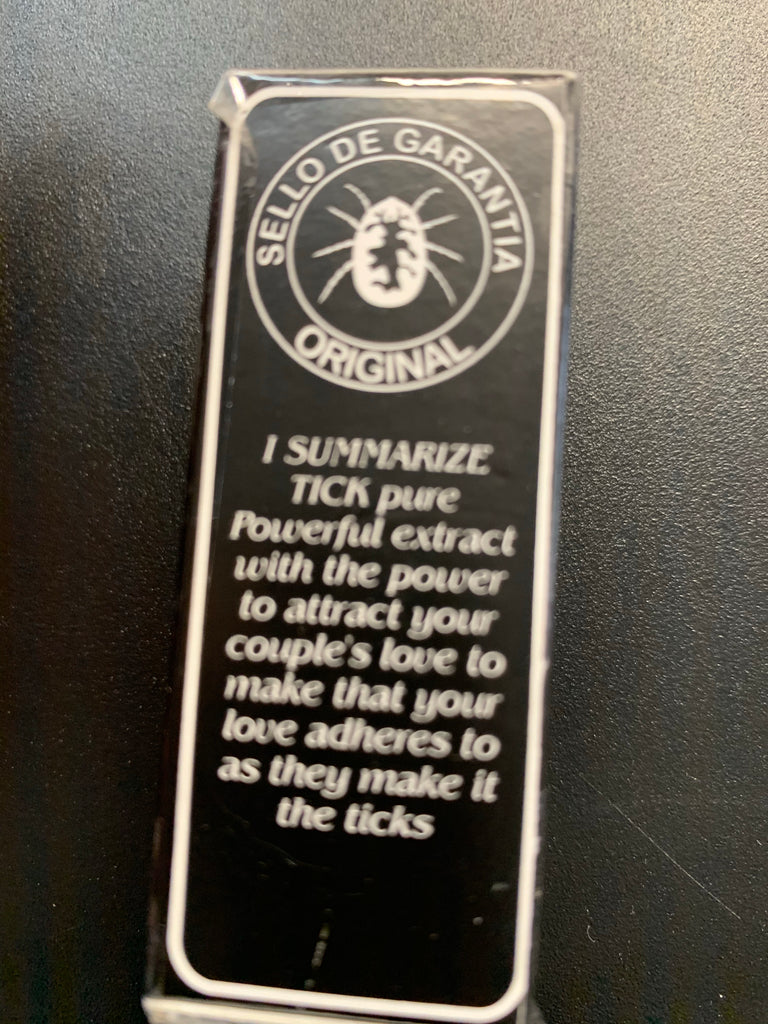 SELLO DE GARANTIA
ORIGINAL
I SUMMARIZE
TICK pure
Powerful extract
with the power
to attract your
couple's love to
make that your
love adheres to
as they make it
the ticks